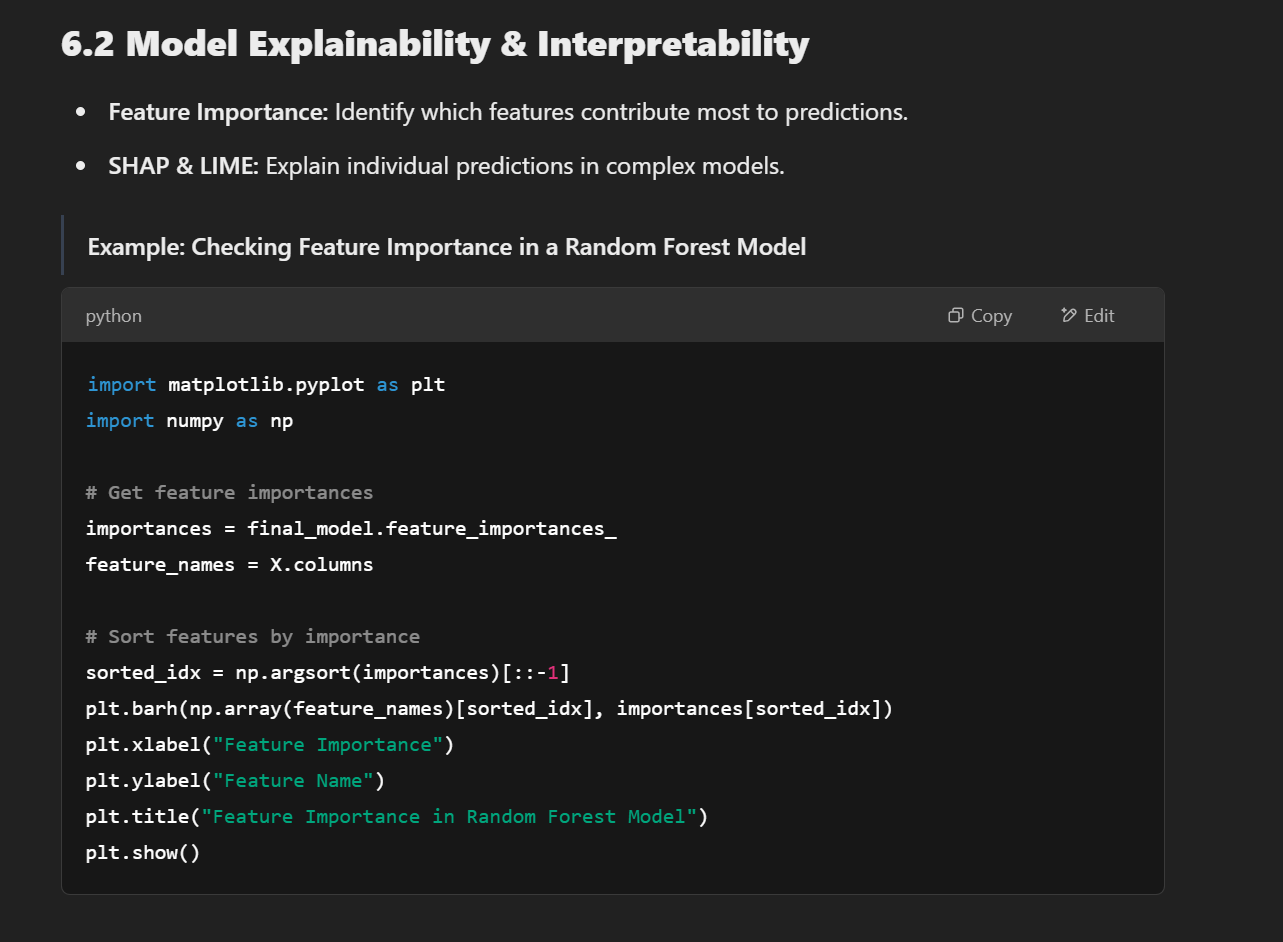 6.2 Model Explainability & Interpretability
• Feature Importance: Identify which features contribute most to predictions.
• SHAP & LIME: Explain individual predictions in complex models.
Example: Checking Feature Importance in a Random Forest Model
python Copy Edit
import matplotlib.pyplot as plt
import numpy as np
# Get feature importances
importances = final_model.feature_importances_
feature_names = X.columns
# Sort features by importance
sorted_idx = np.argsort(importances)[::-1]
plt.barh(np.array(feature_names)[sorted_idx], importances[sorted_idx])
plt.xlabel("Feature Importance")
plt.ylabel("Feature Name")
plt.title("Feature Importance in Random Forest Model")
plt.show()